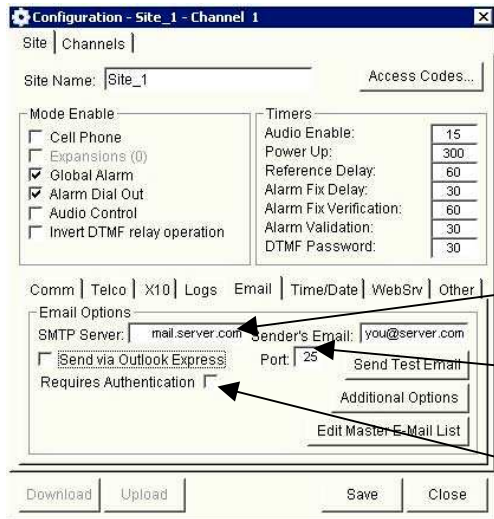 Configuration - Site_1 - Channel 1
Site Channels
Site Name: Site_1 Access Codes...
Mode Enable
Cell Phone
Expansions (0)
Global Alarm
Alarm Dial Out
Audio Control
Invert DTMF relay operation
Timers
Audio Enable: 15
Power Up: 300
Reference Delay: 60
Alarm Fix Delay: 30
Alarm Fix Verification: 60
Alarm Validation: 30
DTMF Password: 30
Comm Telco X10 Logs Email Time/Date WebSrv Other
Email Options
SMTP Server: mail.server.com Sender's Email: you@server.com
Send via Outlook Express Port: 25 Send Test Email
Requires Authentication
Additional Options
Edit Master E-Mail List
Download Upload Save Close